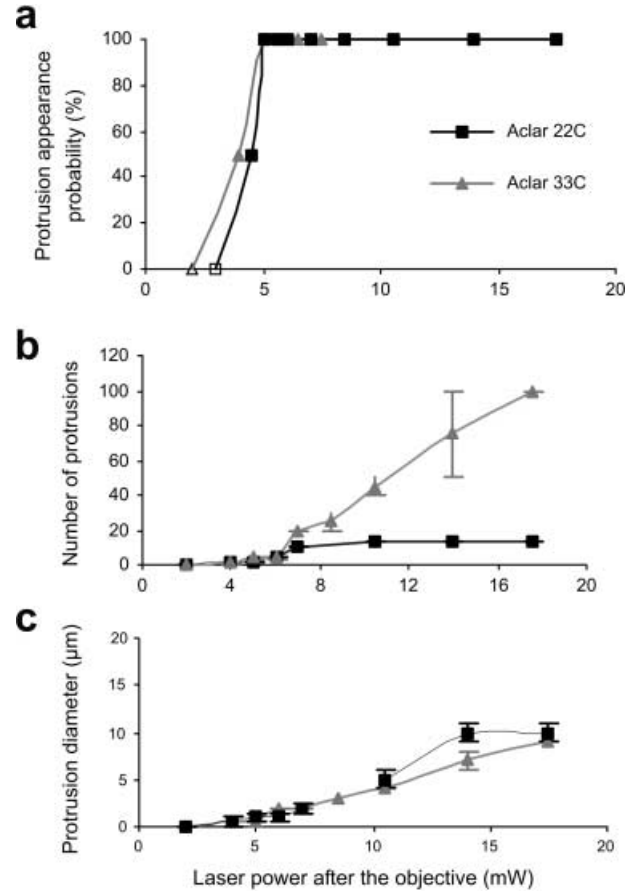 a
Protrusion appearance
probability (%)
100
80
60
40
20
0
0 5 10 15 20
Aclar 22C
Aclar 33C
b
Number of protrusions
120
100
80
60
40
20
0
0 4 8 12 16 20
c
Protrusion diameter (μm)
20
15
10
5
0
0 5 10 15 20
Laser power after the objective (mW)